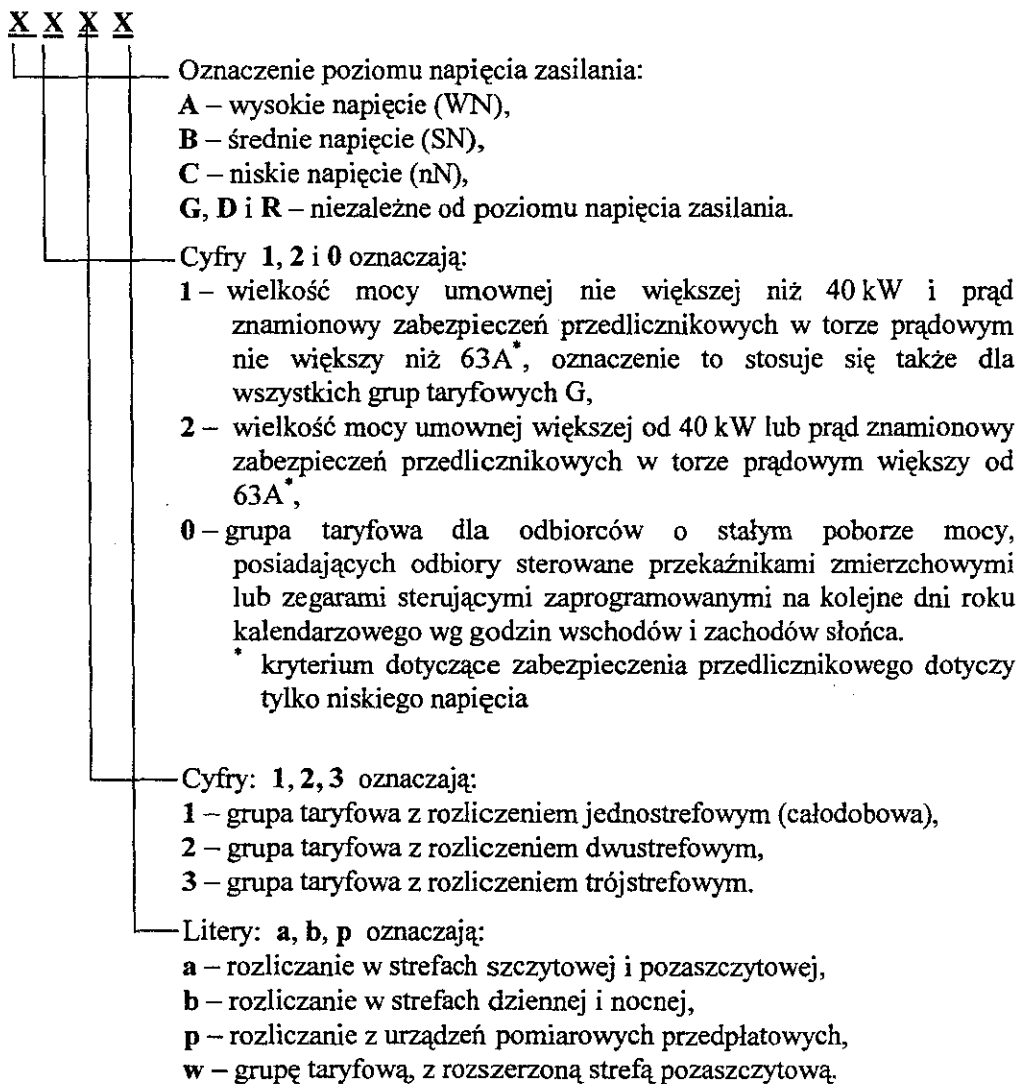 X X X X
Oznaczenie poziomu napięcia zasilania:
A – wysokie napięcie (WN),
B – średnie napięcie (SN),
C – niskie napięcie (nN),
G, D i R – niezależne od poziomu napięcia zasilania.
Cyfry 1, 2 i 0 oznaczają:
1 – wielkość mocy umownej nie większej niż 40 kW i prąd
znamionowy zabezpieczeń przedlicznikowych w torze prądowym
nie większy niż 63A*, oznaczenie to stosuje się także dla
wszystkich grup taryfowych G,
2 – wielkość mocy umownej większej od 40 kW lub prąd znamionowy
zabezpieczeń przedlicznikowych w torze prądowym większy od
63A*,
0 – grupa taryfowa dla odbiorców o stałym poborze mocy,
posiadających odbiory sterowane przekaźnikami zmierzchowymi
lub zegarami sterującymi zaprogramowanymi na kolejne dni roku
kalendarzowego wg godzin wschodów i zachodów słońca.
* kryterium dotyczące zabezpieczenia przedlicznikowego dotyczy
tylko niskiego napięcia
Cyfry: 1, 2, 3 oznaczają:
1 – grupa taryfowa z rozliczeniem jednostrefowym (całodobowa),
2 – grupa taryfowa z rozliczeniem dwustrefowym,
3 – grupa taryfowa z rozliczeniem trójstrefowym.
Litery: a, b, p oznaczają:
a – rozliczanie w strefach szczytowej i pozaszczytowej,
b – rozliczanie w strefach dziennej i nocnej,
p – rozliczanie z urządzeń pomiarowych przedpłatowych,
w – grupę taryfową, z rozszerzoną strefą pozaszczytową.